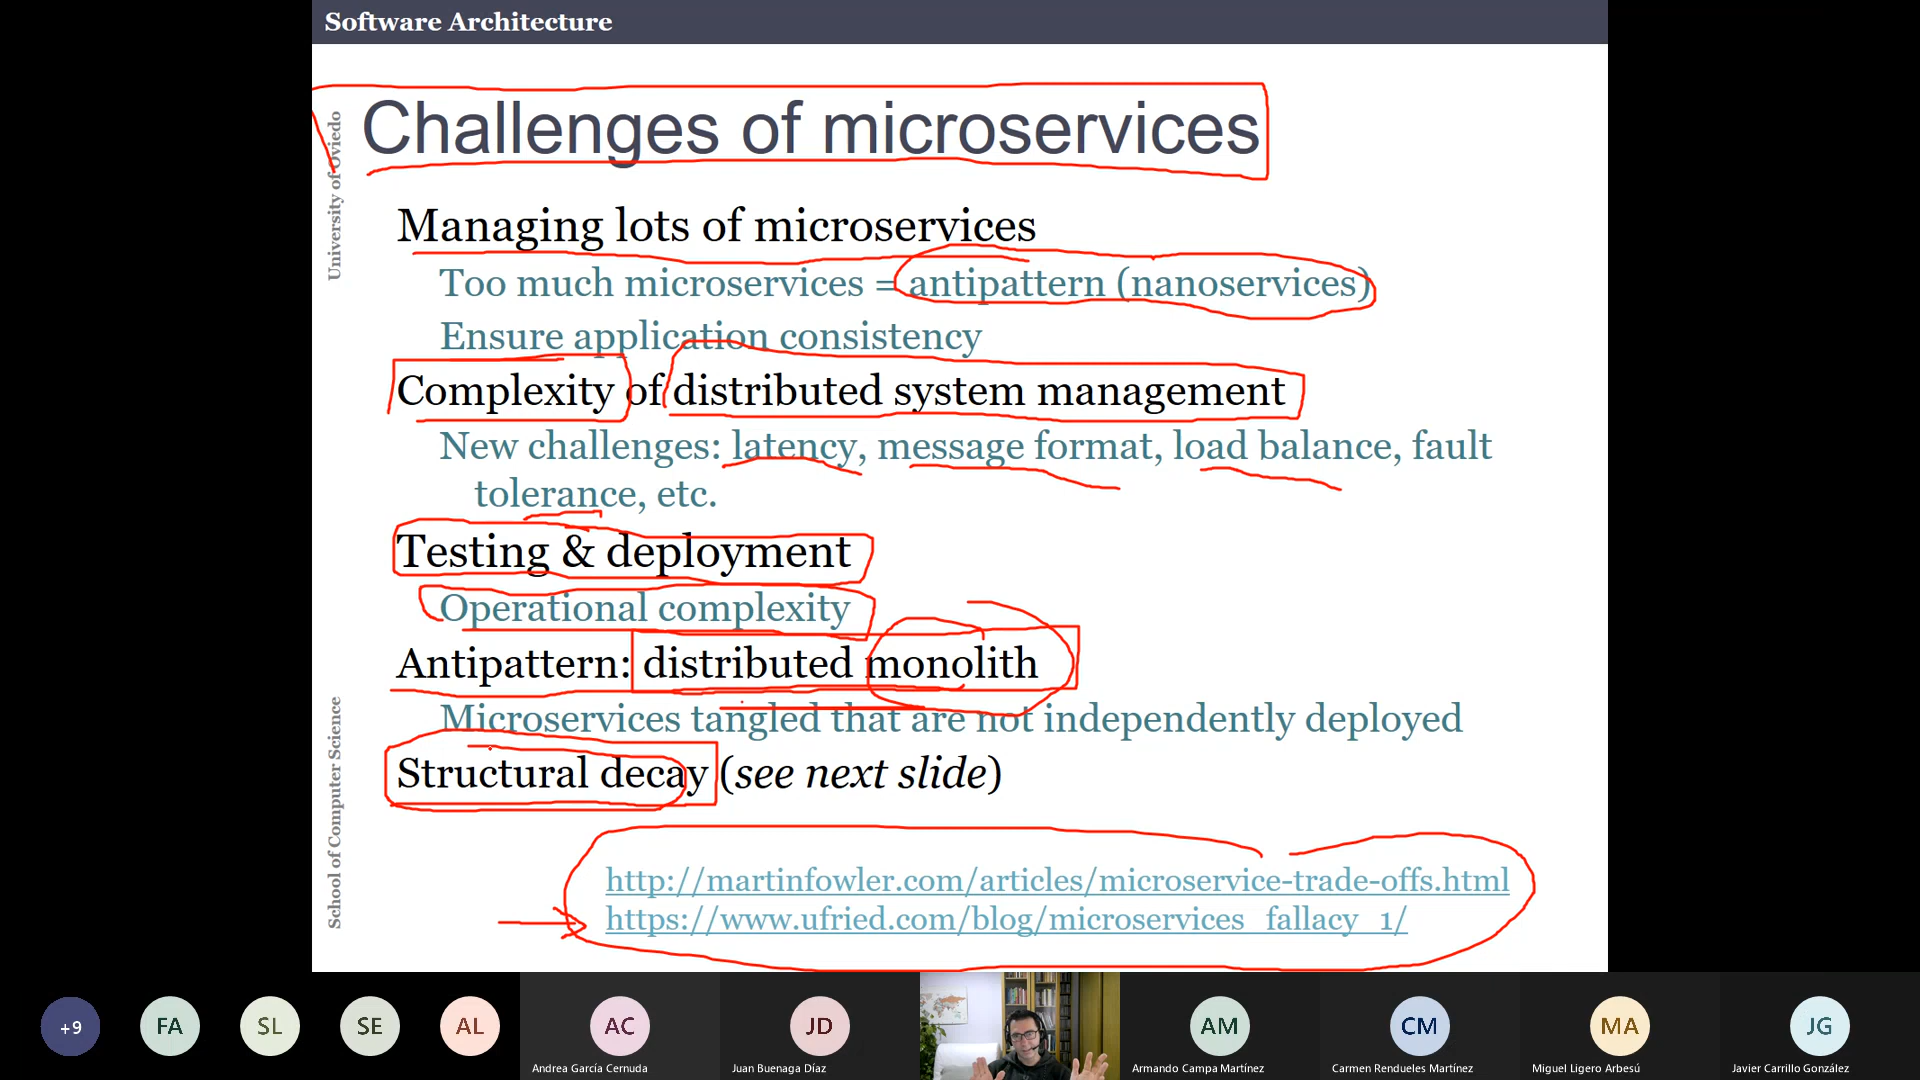 Software Architecture
University of Oviedo
Challenges of microservices
Managing lots of microservices
Too much microservices = antipattern (nanoservices)
Ensure application consistency
Complexity of distributed system management
New challenges: latency, message format, load balance, fault
tolerance, etc.
Testing & deployment
Operational complexity
Antipattern: distributed monolith
Microservices tangled that are not independently deployed
Structural decay (see next slide)
School of Computer Science
http://martinfowler.com/articles/microservice-trade-offs.html
https://www.ufried.com/blog/microservices_fallacy_1/
+9
FA
SL
SE
AL
AC
JD
AM
CM
MA
JG
Andrea García Cernuda
Juan Buenaga Díaz
Armando Campa Martínez
Carmen Rendueles Martínez
Miguel Ligero Arbesú
Javier Carrillo González